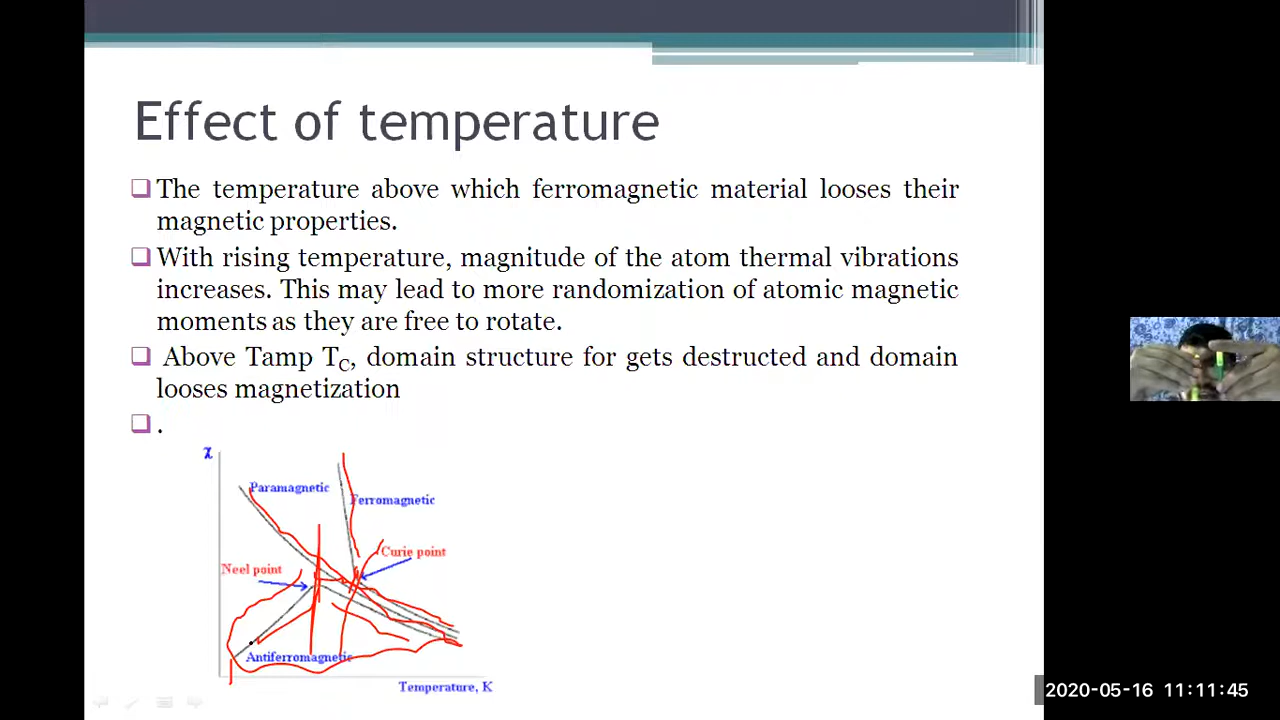 Effect of temperature
❑ The temperature above which ferromagnetic material looses their
magnetic properties.
❑ With rising temperature, magnitude of the atom thermal vibrations
increases. This may lead to more randomization of atomic magnetic
moments as they are free to rotate.
❑ Above Tamp TC, domain structure for gets destructed and domain
looses magnetization
❑ .
χ
Paramagnetic
Ferromagnetic
Curie point
Neel point
Antiferromagnetic
Temperature, K
2020-05-16 11:11:45